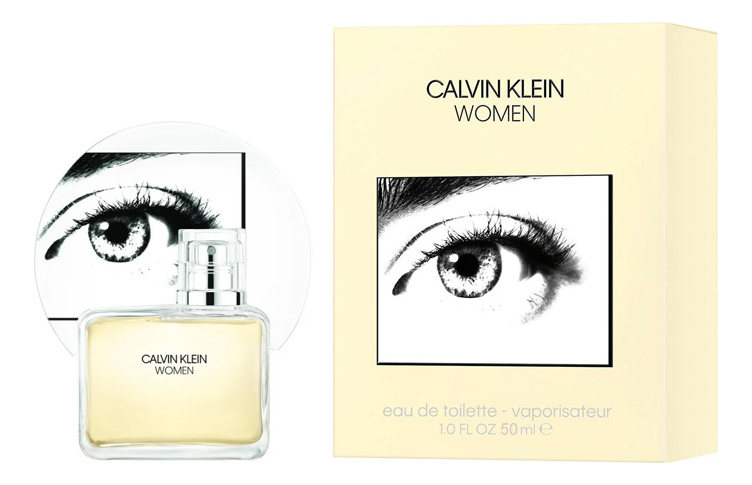 CALVIN KLEIN
WOMEN
CALVIN KLEIN
WOMEN
eau de toilette - vaporisateur
1.0 FL OZ 50 ml ℮